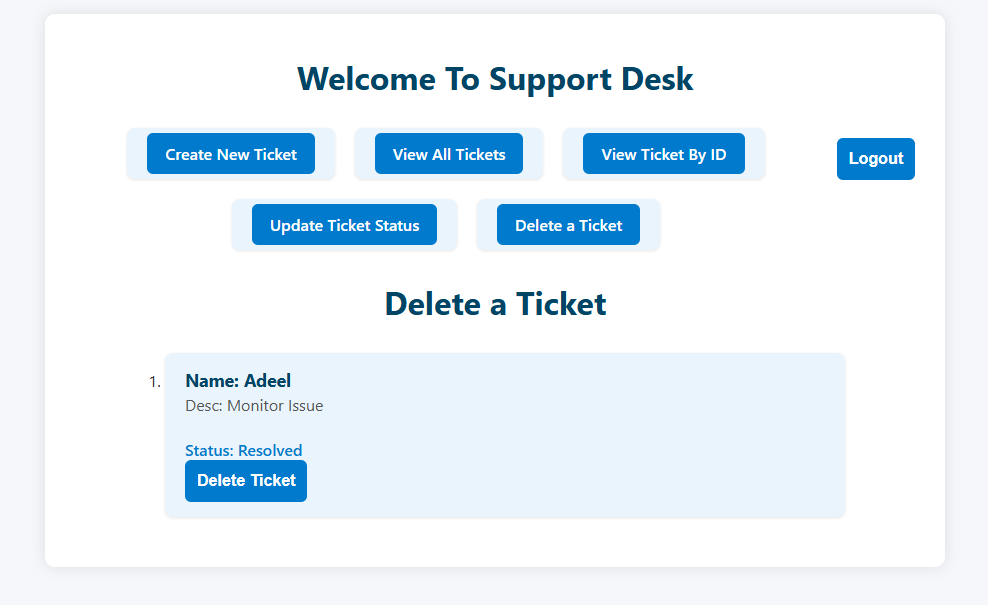 Welcome To Support Desk
Create New Ticket
View All Tickets
View Ticket By ID
Logout
Update Ticket Status
Delete a Ticket
Delete a Ticket
1. Name: Adeel
Desc: Monitor Issue
Status: Resolved
Delete Ticket